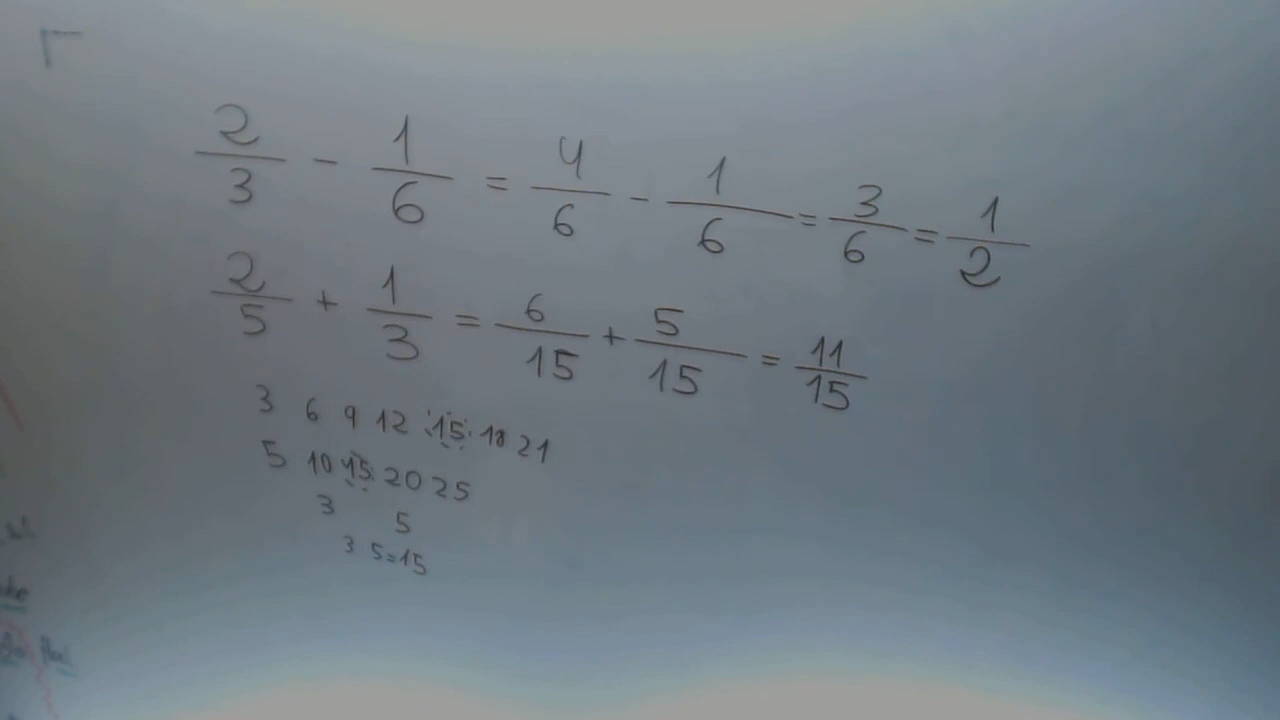 2/3 - 1/6 = 4/6 - 1/6 = 3/6 = 1/2
2/5 + 1/3 = 6/15 + 5/15 = 11/15
3 6 9 12 15 18 21
5 10 15 20 25
3 5
3 5=15